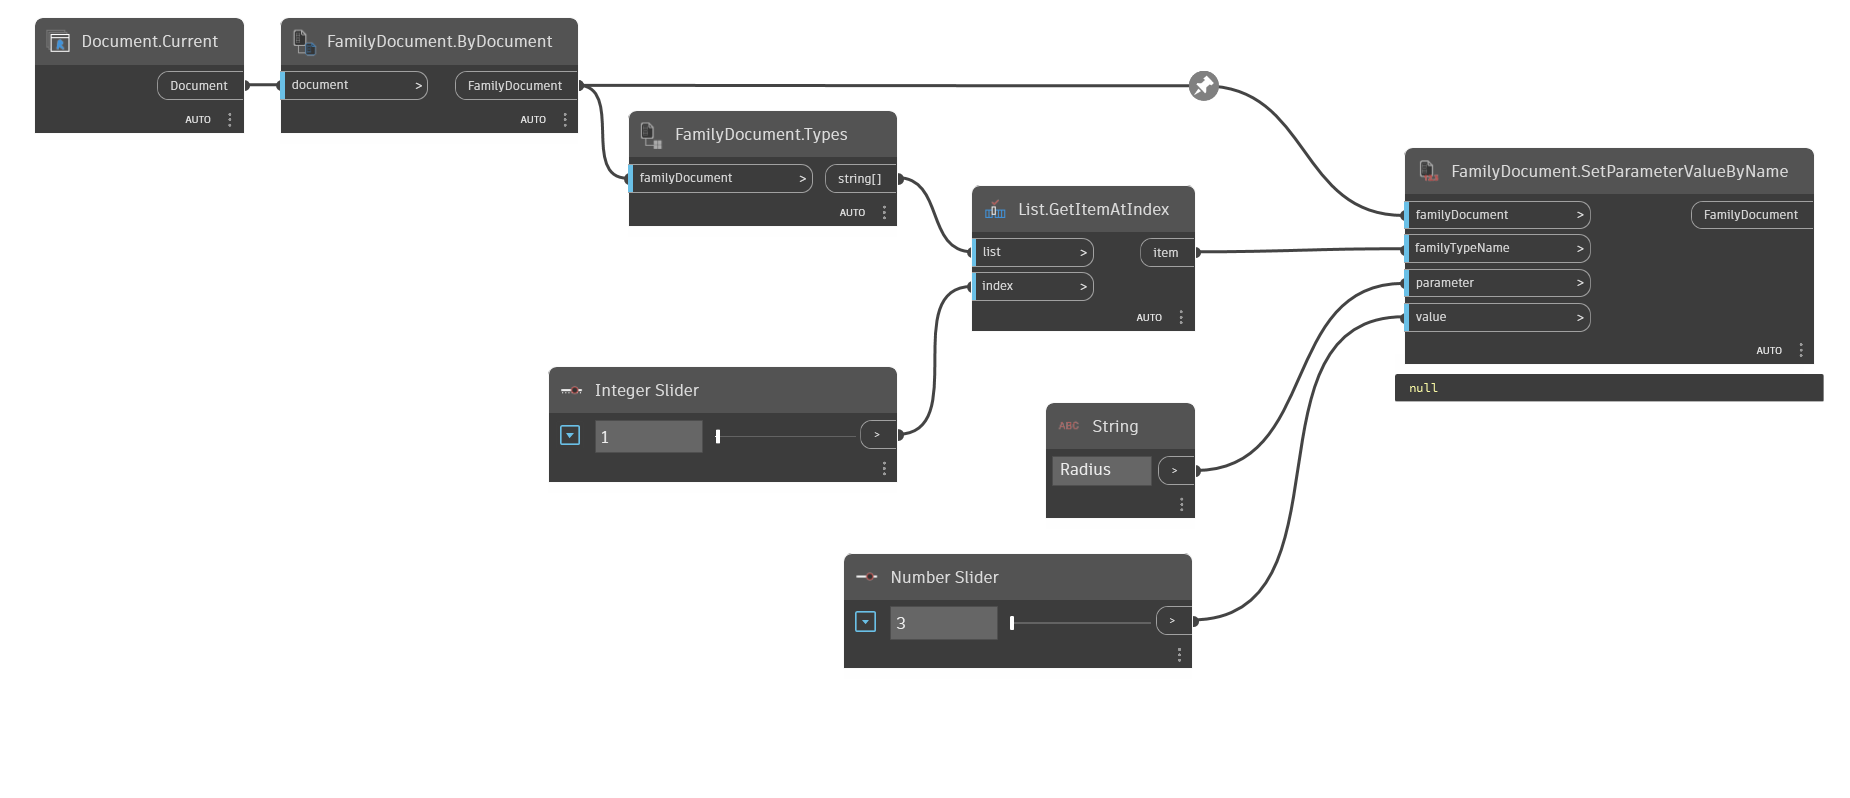 Document.Current
Document
AUTO
FamilyDocument.ByDocument
document >
FamilyDocument
AUTO
FamilyDocument.Types
familyDocument >
string[]
AUTO
List.GetItemAtIndex
list >
item
index >
AUTO
Integer Slider
1
>
ABC String
Radius
>
Number Slider
3
>
FamilyDocument.SetParameterValueByName
familyDocument >
FamilyDocument
familyTypeName >
parameter >
value >
AUTO
null